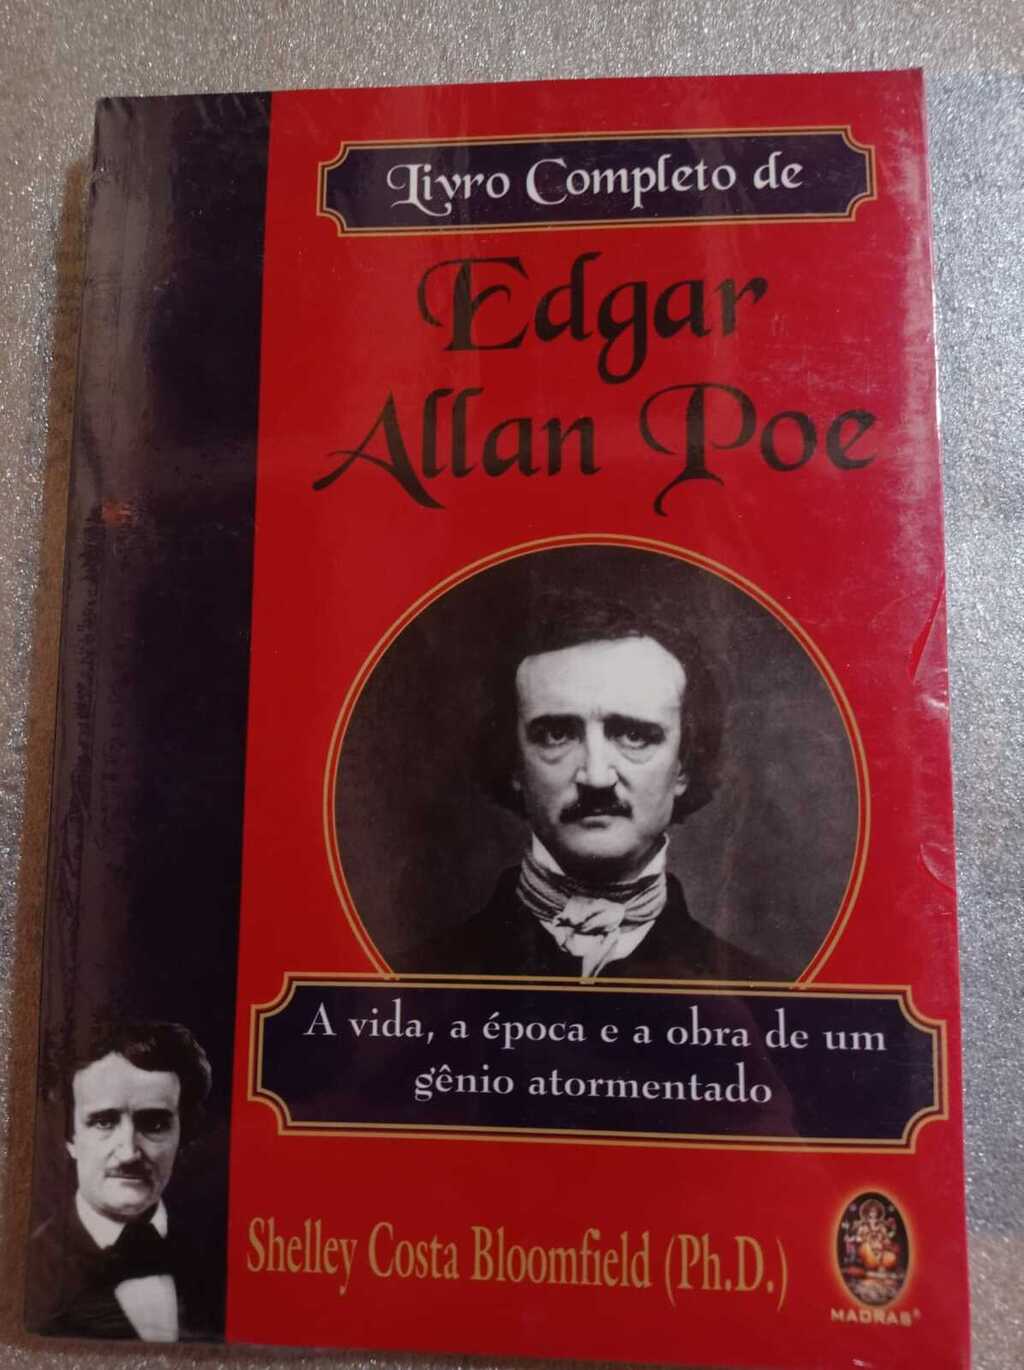 Livro Completo de
Edgar
Allan Poe
A vida, a época e a obra de um
gênio atormentado
Shelley Costa Bloomfield (Ph.D.)
MADRAS®